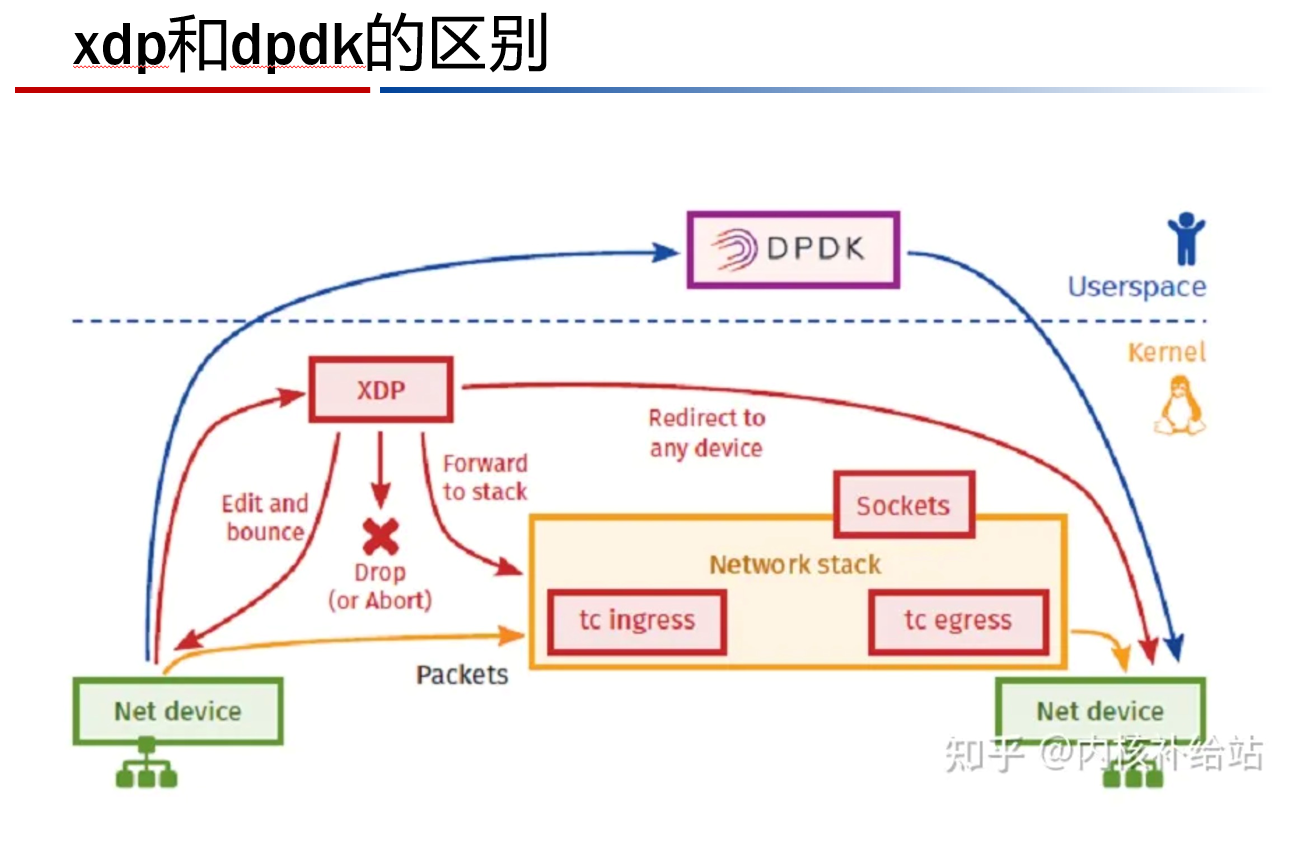 xdp和dpdk的区别
DPDK
Userspace
Kernel
XDP
Redirect to
any device
Forward
to stack
Edit and
bounce
Drop
(or Abort)
Sockets
Network stack
tc ingress
tc egress
Packets
Net device
Net device
知乎 @内核补给站